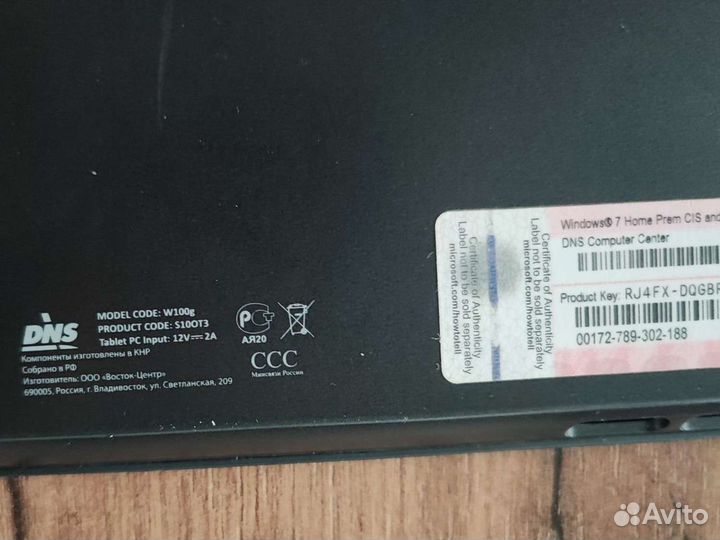 DNS
MODEL CODE: W100g
PRODUCT CODE: S10OT3
Tablet PC Input: 12V⎓2A
Компоненты изготовлены в КНР
Собрано в РФ
Изготовитель: ООО «Восток-Центр»
690005, Россия, г. Владивосток, ул. Светланская, 209
АЯ20
ССС
Минсвязи России
Certificate of Authenticity
Label not to be sold separately
microsoft.com/howtotell
Certificate of Authenticity
Label not to be sold separately
microsoft.com/howtotell
Windows® 7 Home Prem CIS and
DNS Computer Center
Product Key: RJ4FX-DQGB
00172-789-302-188
Avito